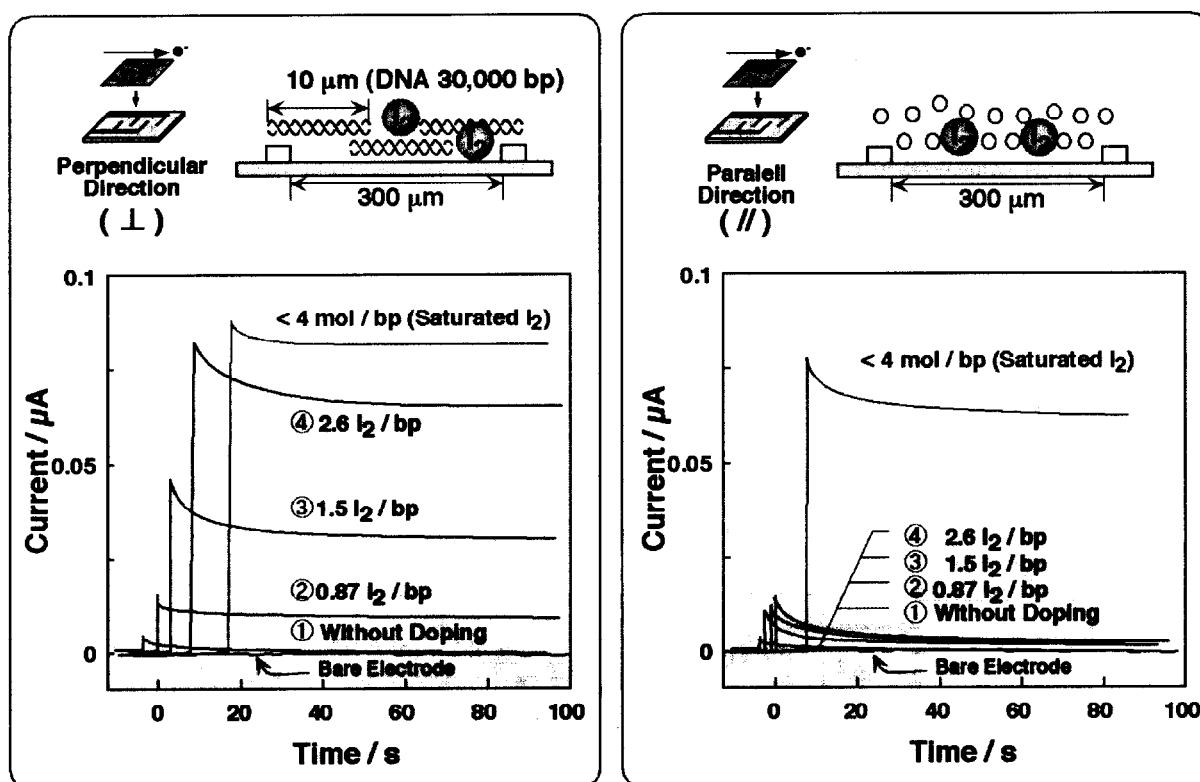 e-
10 µm (DNA 30,000 bp)
I2
I2
Perpendicular
Direction
( ⊥ )
300 µm
0.1
< 4 mol / bp (Saturated I2)
④ 2.6 I2 / bp
0.05
③ 1.5 I2 / bp
② 0.87 I2 / bp
① Without Doping
0
Bare Electrode
Current / µA
0 20 40 60 80 100
Time / s
e-
I2
I2
Paralell
Direction
( // )
300 µm
0.1
< 4 mol / bp (Saturated I2)
0.05
④ 2.6 I2 / bp
③ 1.5 I2 / bp
② 0.87 I2 / bp
① Without Doping
0
Bare Electrode
Current / µA
0 20 40 60 80 100
Time / s